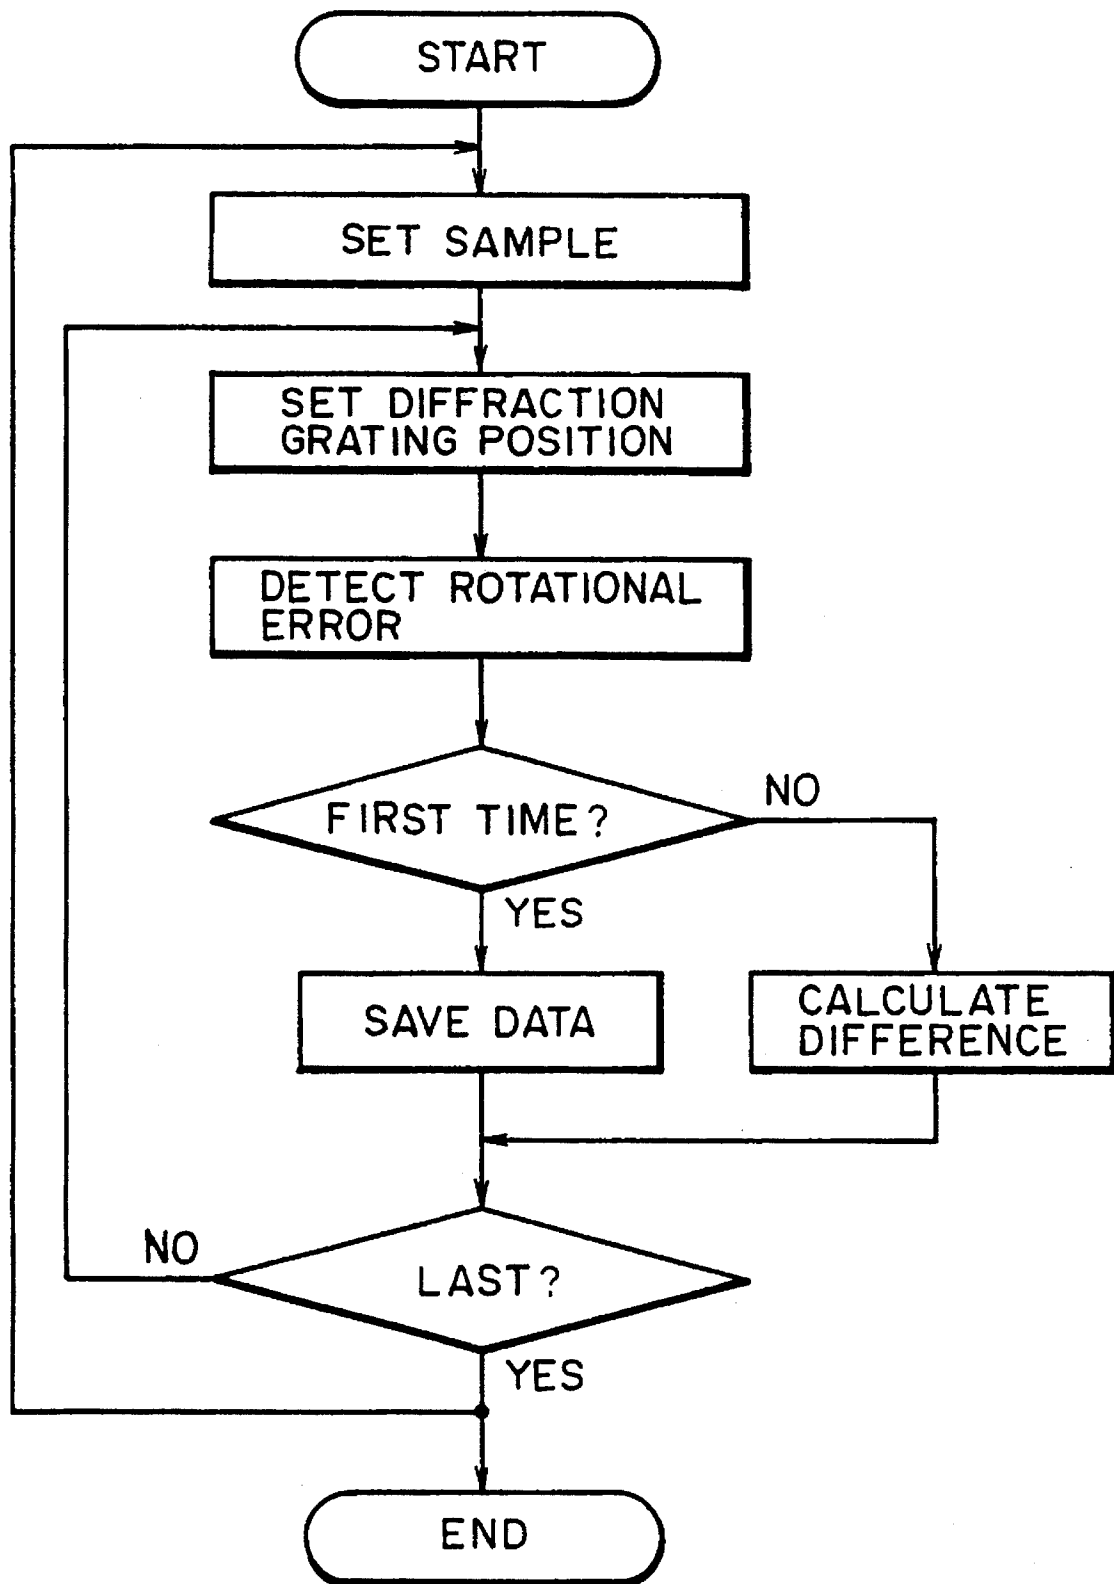 START
SET SAMPLE
SET DIFFRACTION
GRATING POSITION
DETECT ROTATIONAL
ERROR
FIRST TIME?
NO
YES
SAVE DATA
CALCULATE
DIFFERENCE
NO
LAST?
YES
END